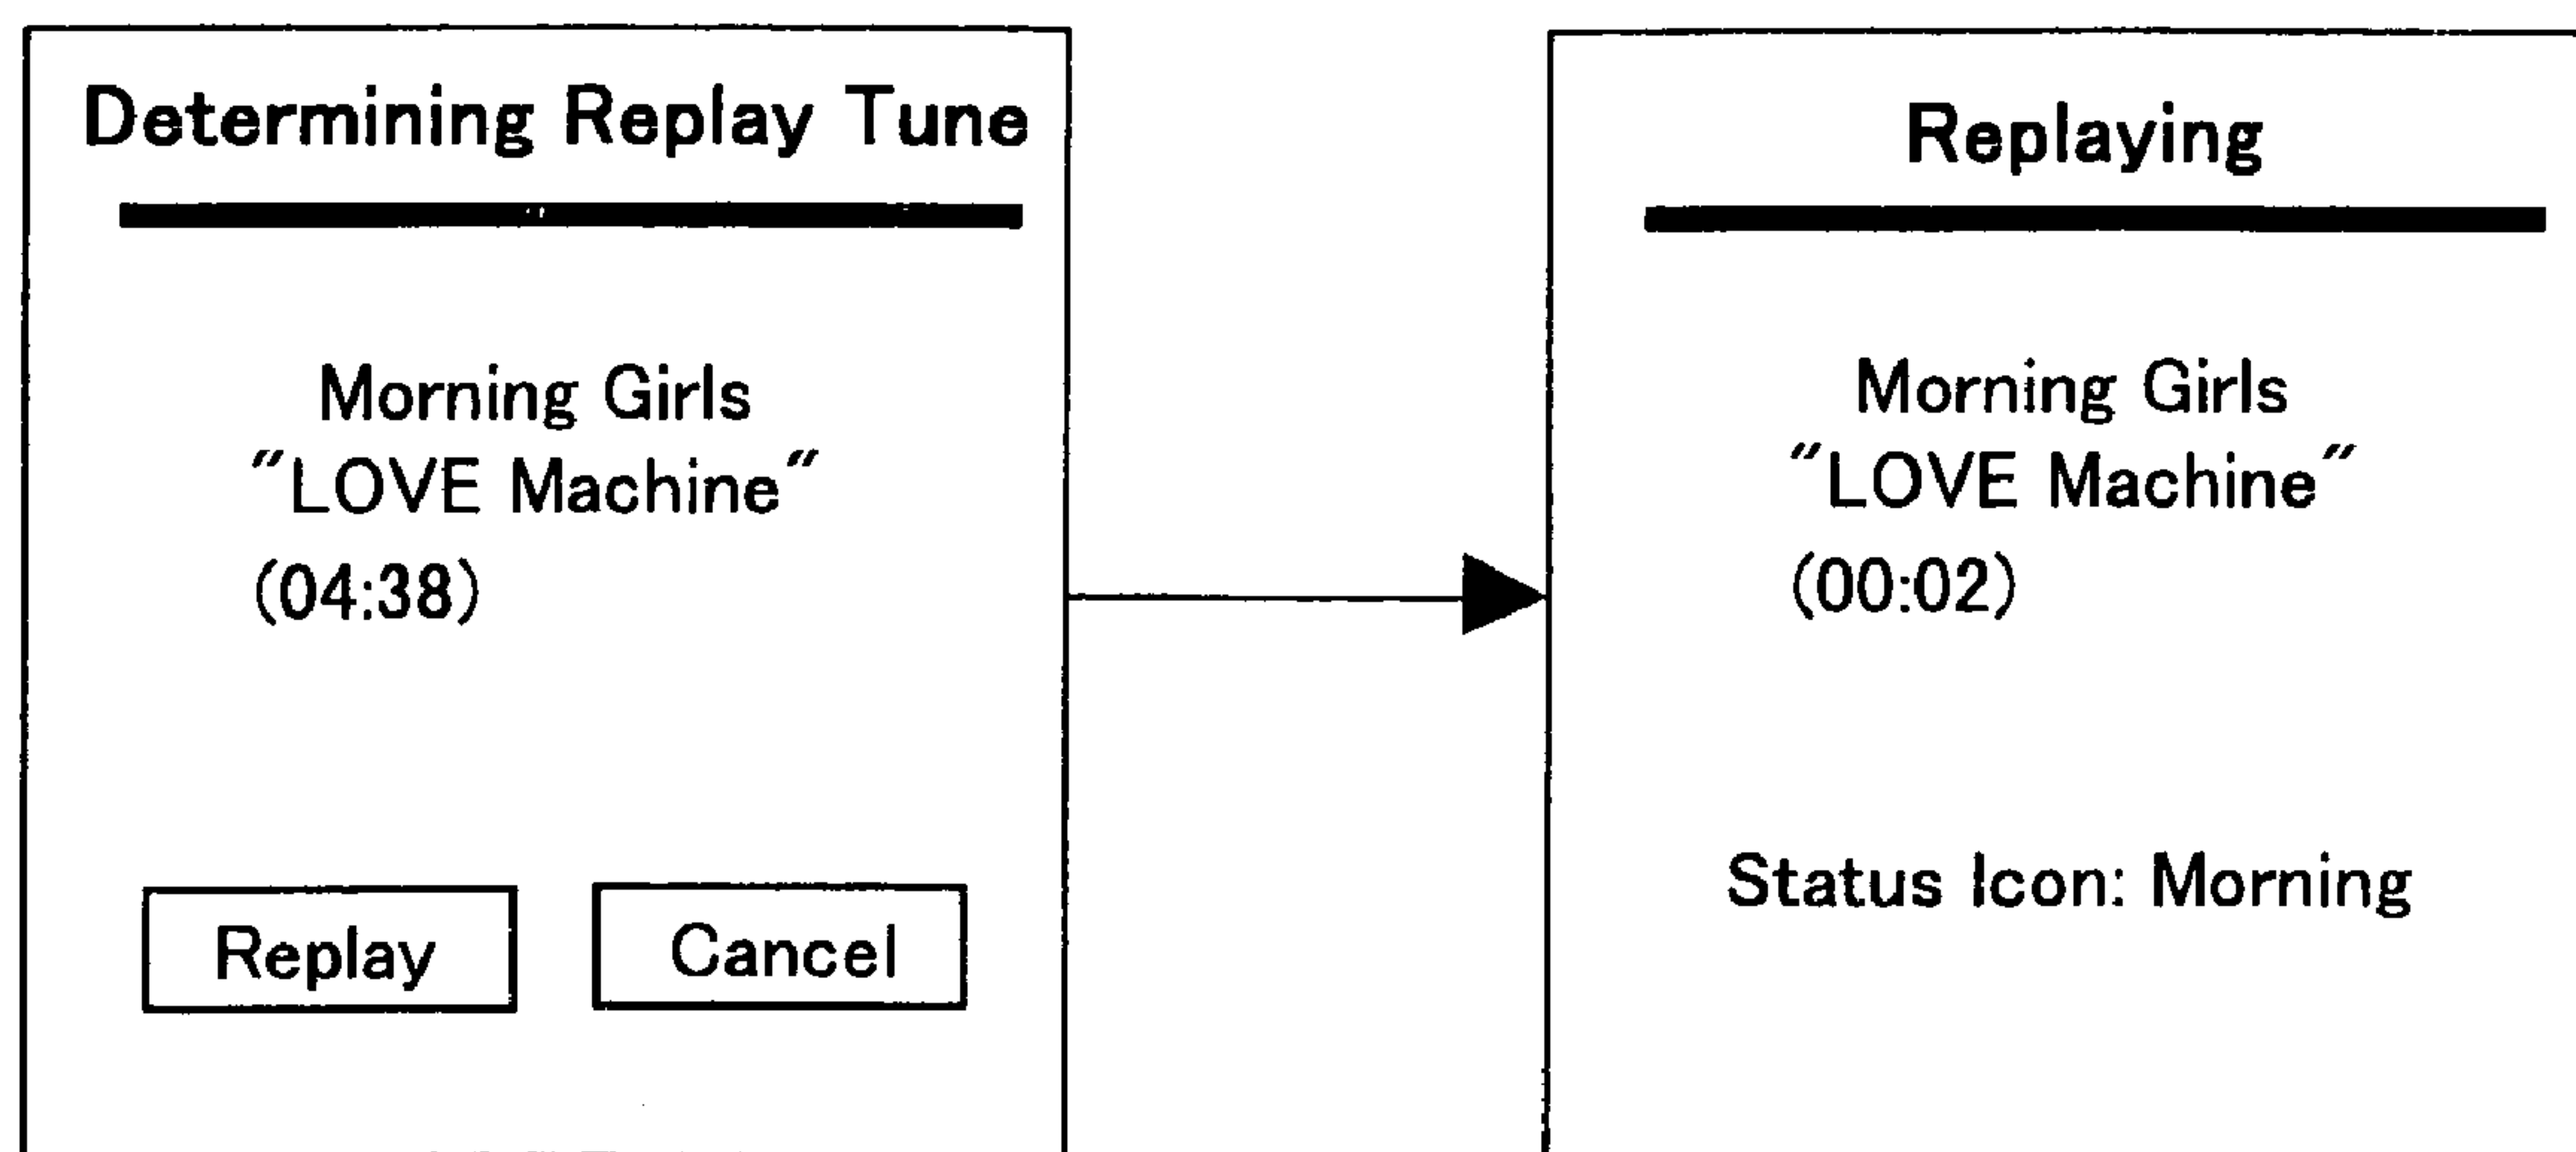 Determining Replay Tune
Morning Girls
"LOVE Machine"
(04:38)
Replay
Cancel
Replaying
Morning Girls
"LOVE Machine"
(00:02)
Status Icon: Morning